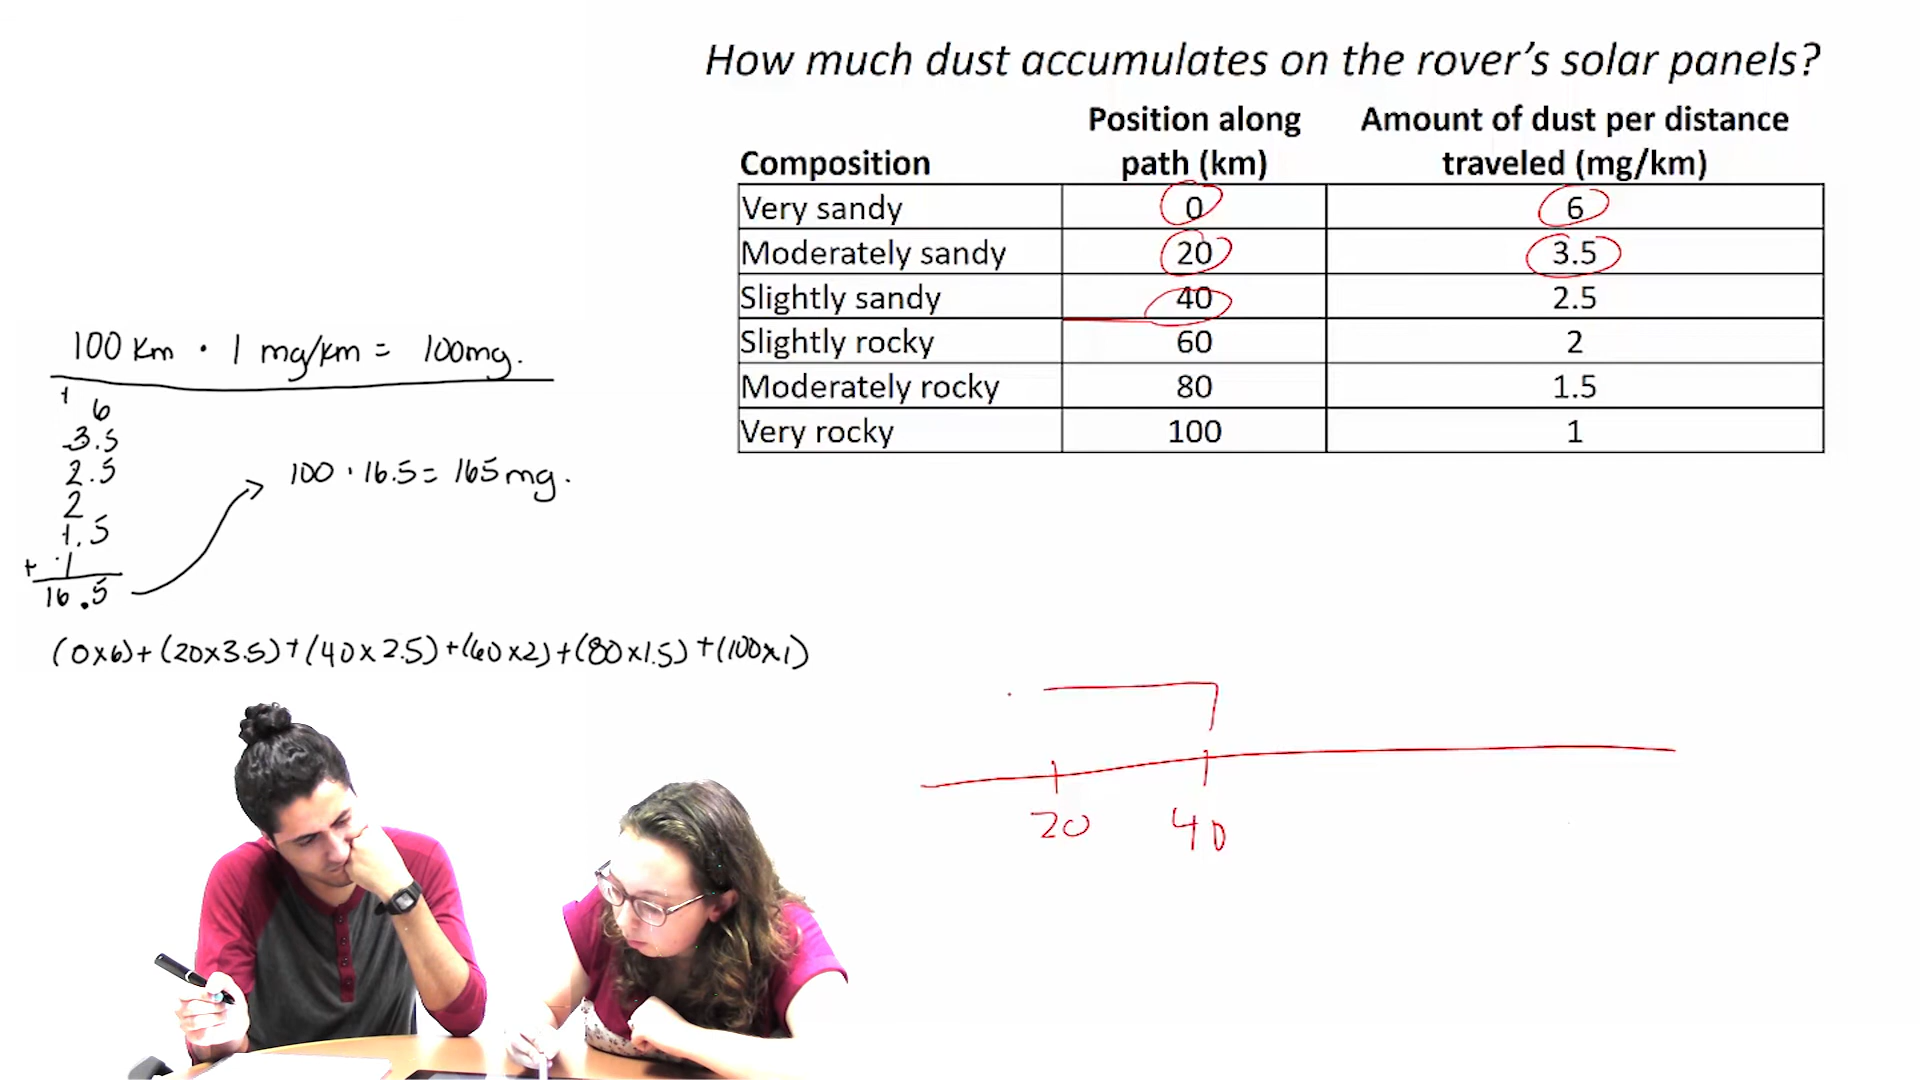 How much dust accumulates on the rover's solar panels?
Composition Position along path (km) Amount of dust per distance traveled (mg/km)
Very sandy 0 6
Moderately sandy 20 3.5
Slightly sandy 40 2.5
Slightly rocky 60 2
Moderately rocky 80 1.5
Very rocky 100 1
100 Km · 1 mg/km = 100mg.
1
6
3.5
2.5
2
1.5
+ .1
16.5
100 · 16.5 = 165mg.
(0x6)+(20x3.5)+(40x2.5)+(60x2)+(80x1.5)+(100x1)
20 40